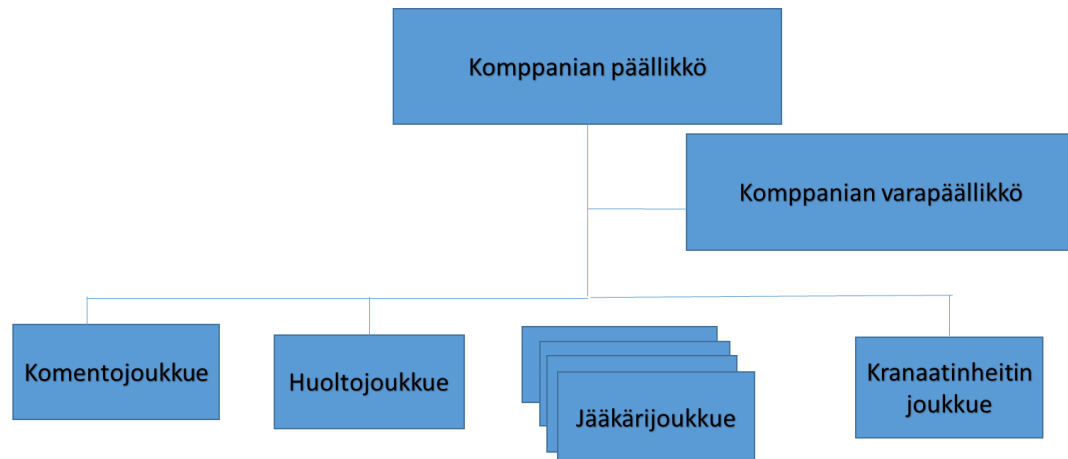 Komppanian päällikkö
Komppanian varapäällikkö
Komentojoukkue
Huoltojoukkue
Jääkärijoukkue
Kranaatinheitin
joukkue